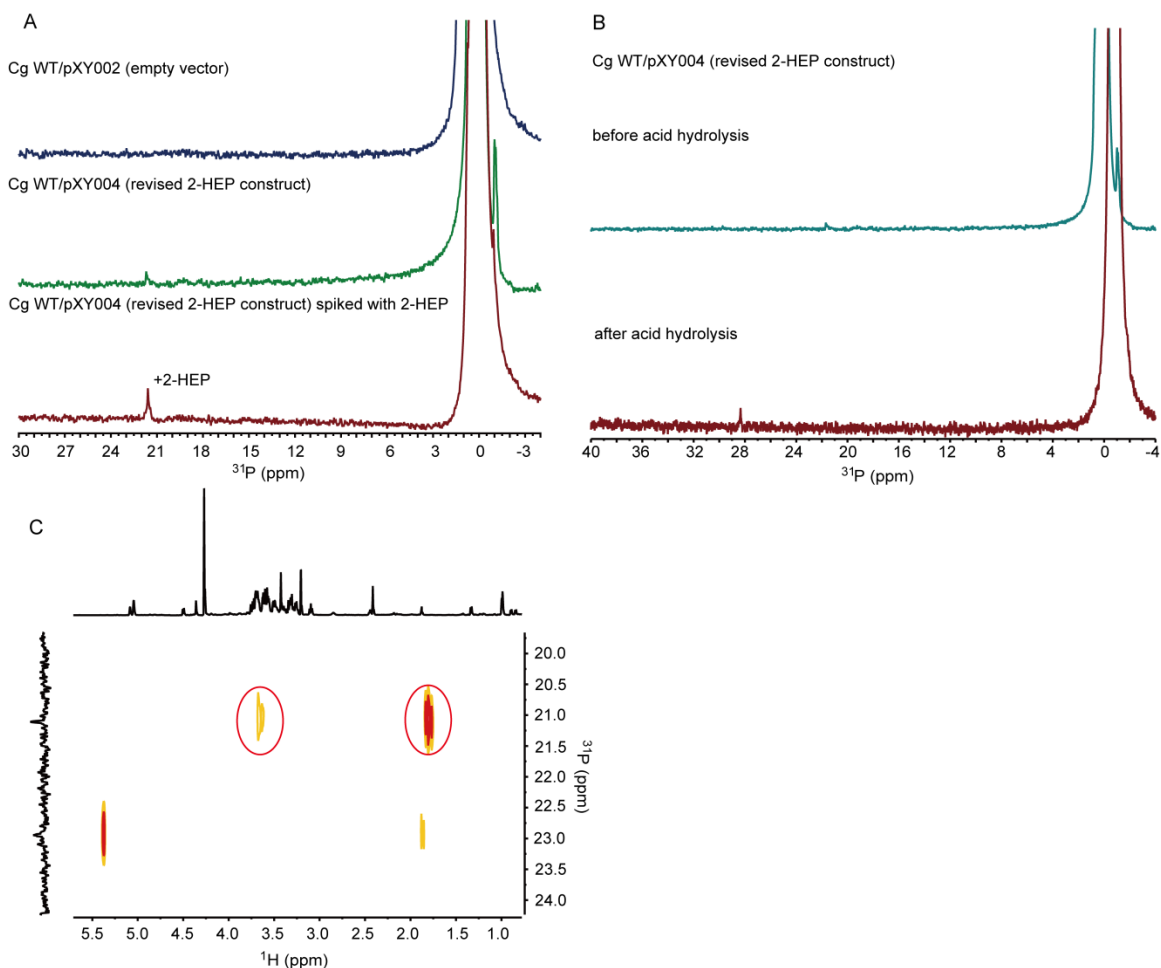 A
Cg WT/pXY002 (empty vector)
Cg WT/pXY004 (revised 2-HEP construct)
Cg WT/pXY004 (revised 2-HEP construct) spiked with 2-HEP
+2-HEP
30 27 24 21 18 15 12 9 6 3 0 -3
31P (ppm)
B
Cg WT/pXY004 (revised 2-HEP construct)
before acid hydrolysis
after acid hydrolysis
40 36 32 28 24 20 16 12 8 4 0 -4
31P (ppm)
C
20.0
20.5
21.0
21.5
22.0
22.5
23.0
23.5
24.0
31P (ppm)
5.5 5.0 4.5 4.0 3.5 3.0 2.5 2.0 1.5 1.0
1H (ppm)